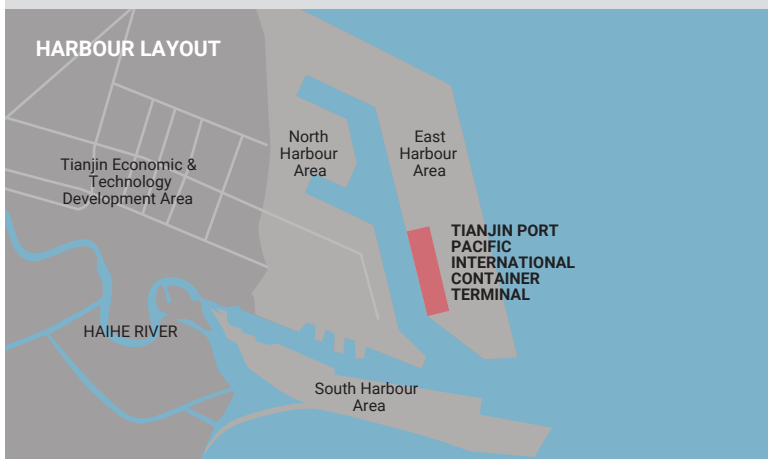 HARBOUR LAYOUT
North
Harbour
Area
East
Harbour
Area
Tianjin Economic &
Technology
Development Area
TIANJIN PORT
PACIFIC
INTERNATIONAL
CONTAINER
TERMINAL
HAIHE RIVER
South Harbour
Area